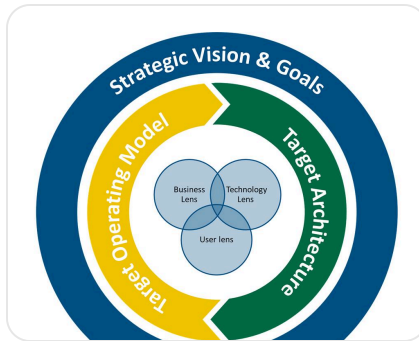 Strategic Vision & Goals
Target Operating Model
Target Architecture
Business
Lens
Technology
Lens
User lens